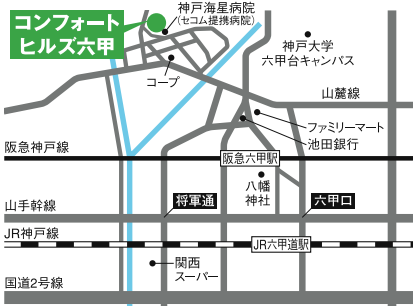 コンフォート
ヒルズ六甲
神戸海星病院
(セコム提携病院)
神戸大学
六甲台キャンパス
コープ
山麓線
ファミリーマート
池田銀行
阪急神戸線
阪急六甲駅
八幡
神社
将軍通
六甲口
山手幹線
JR神戸線
JR六甲道駅
関西
スーパー
国道2号線